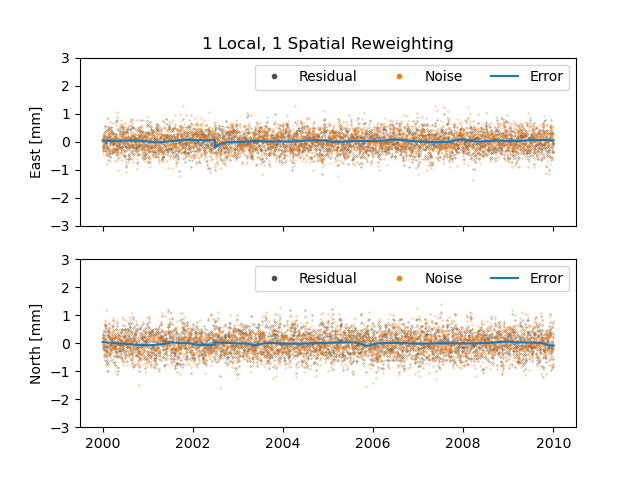 1 Local, 1 Spatial Reweighting
3
2
1
0
−1
−2
−3
East [mm]
Residual Noise Error
3
2
1
0
−1
−2
−3
North [mm]
Residual Noise Error
2000 2002 2004 2006 2008 2010